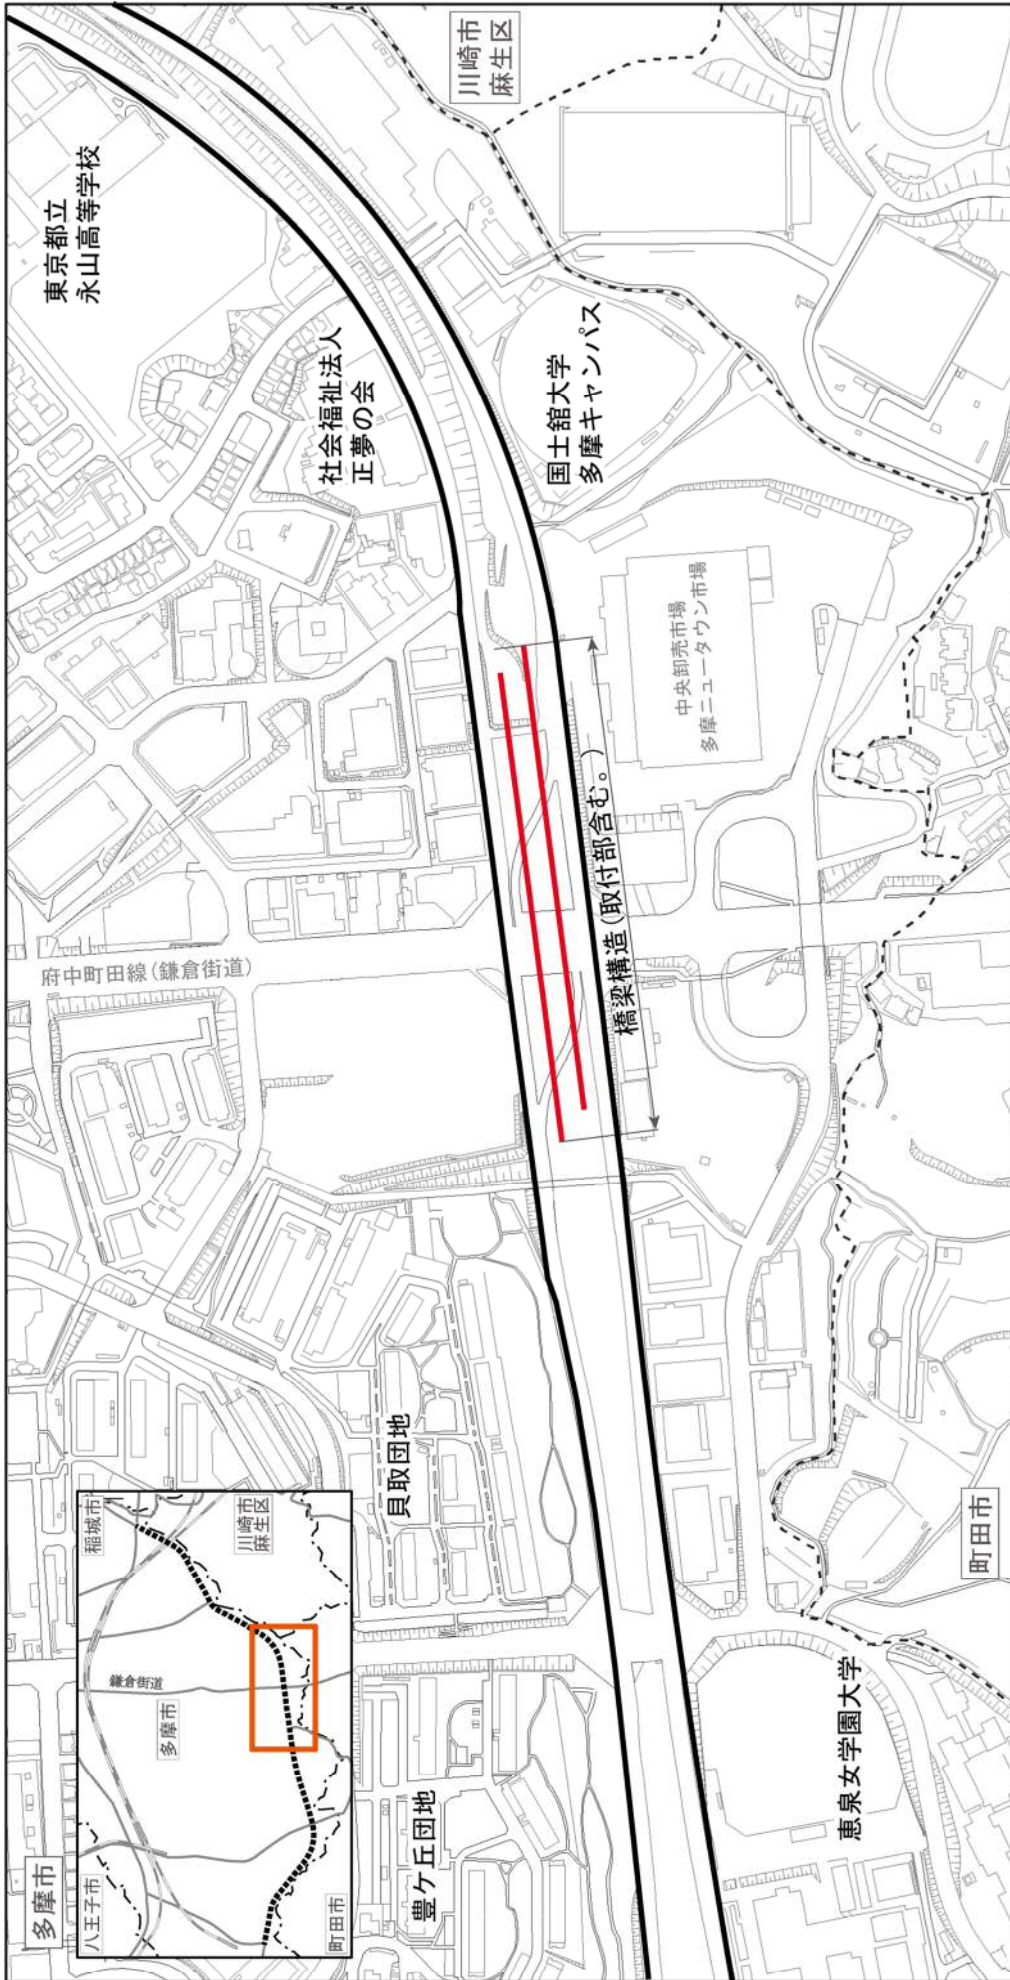 東京都立
永山高等学校
川崎市
麻生区
社会福祉法人
正夢の会
国士舘大学
多摩キャンパス
中央卸売市場
多摩ニュータウン市場
橋梁構造(取付部含む。)
府中町田線(鎌倉街道)
貝取団地
豊ケ丘団地
恵泉女学園大学
町田市
多摩市
稲城市
川崎市
麻生区
鎌倉街道
多摩市
八王子市
町田市